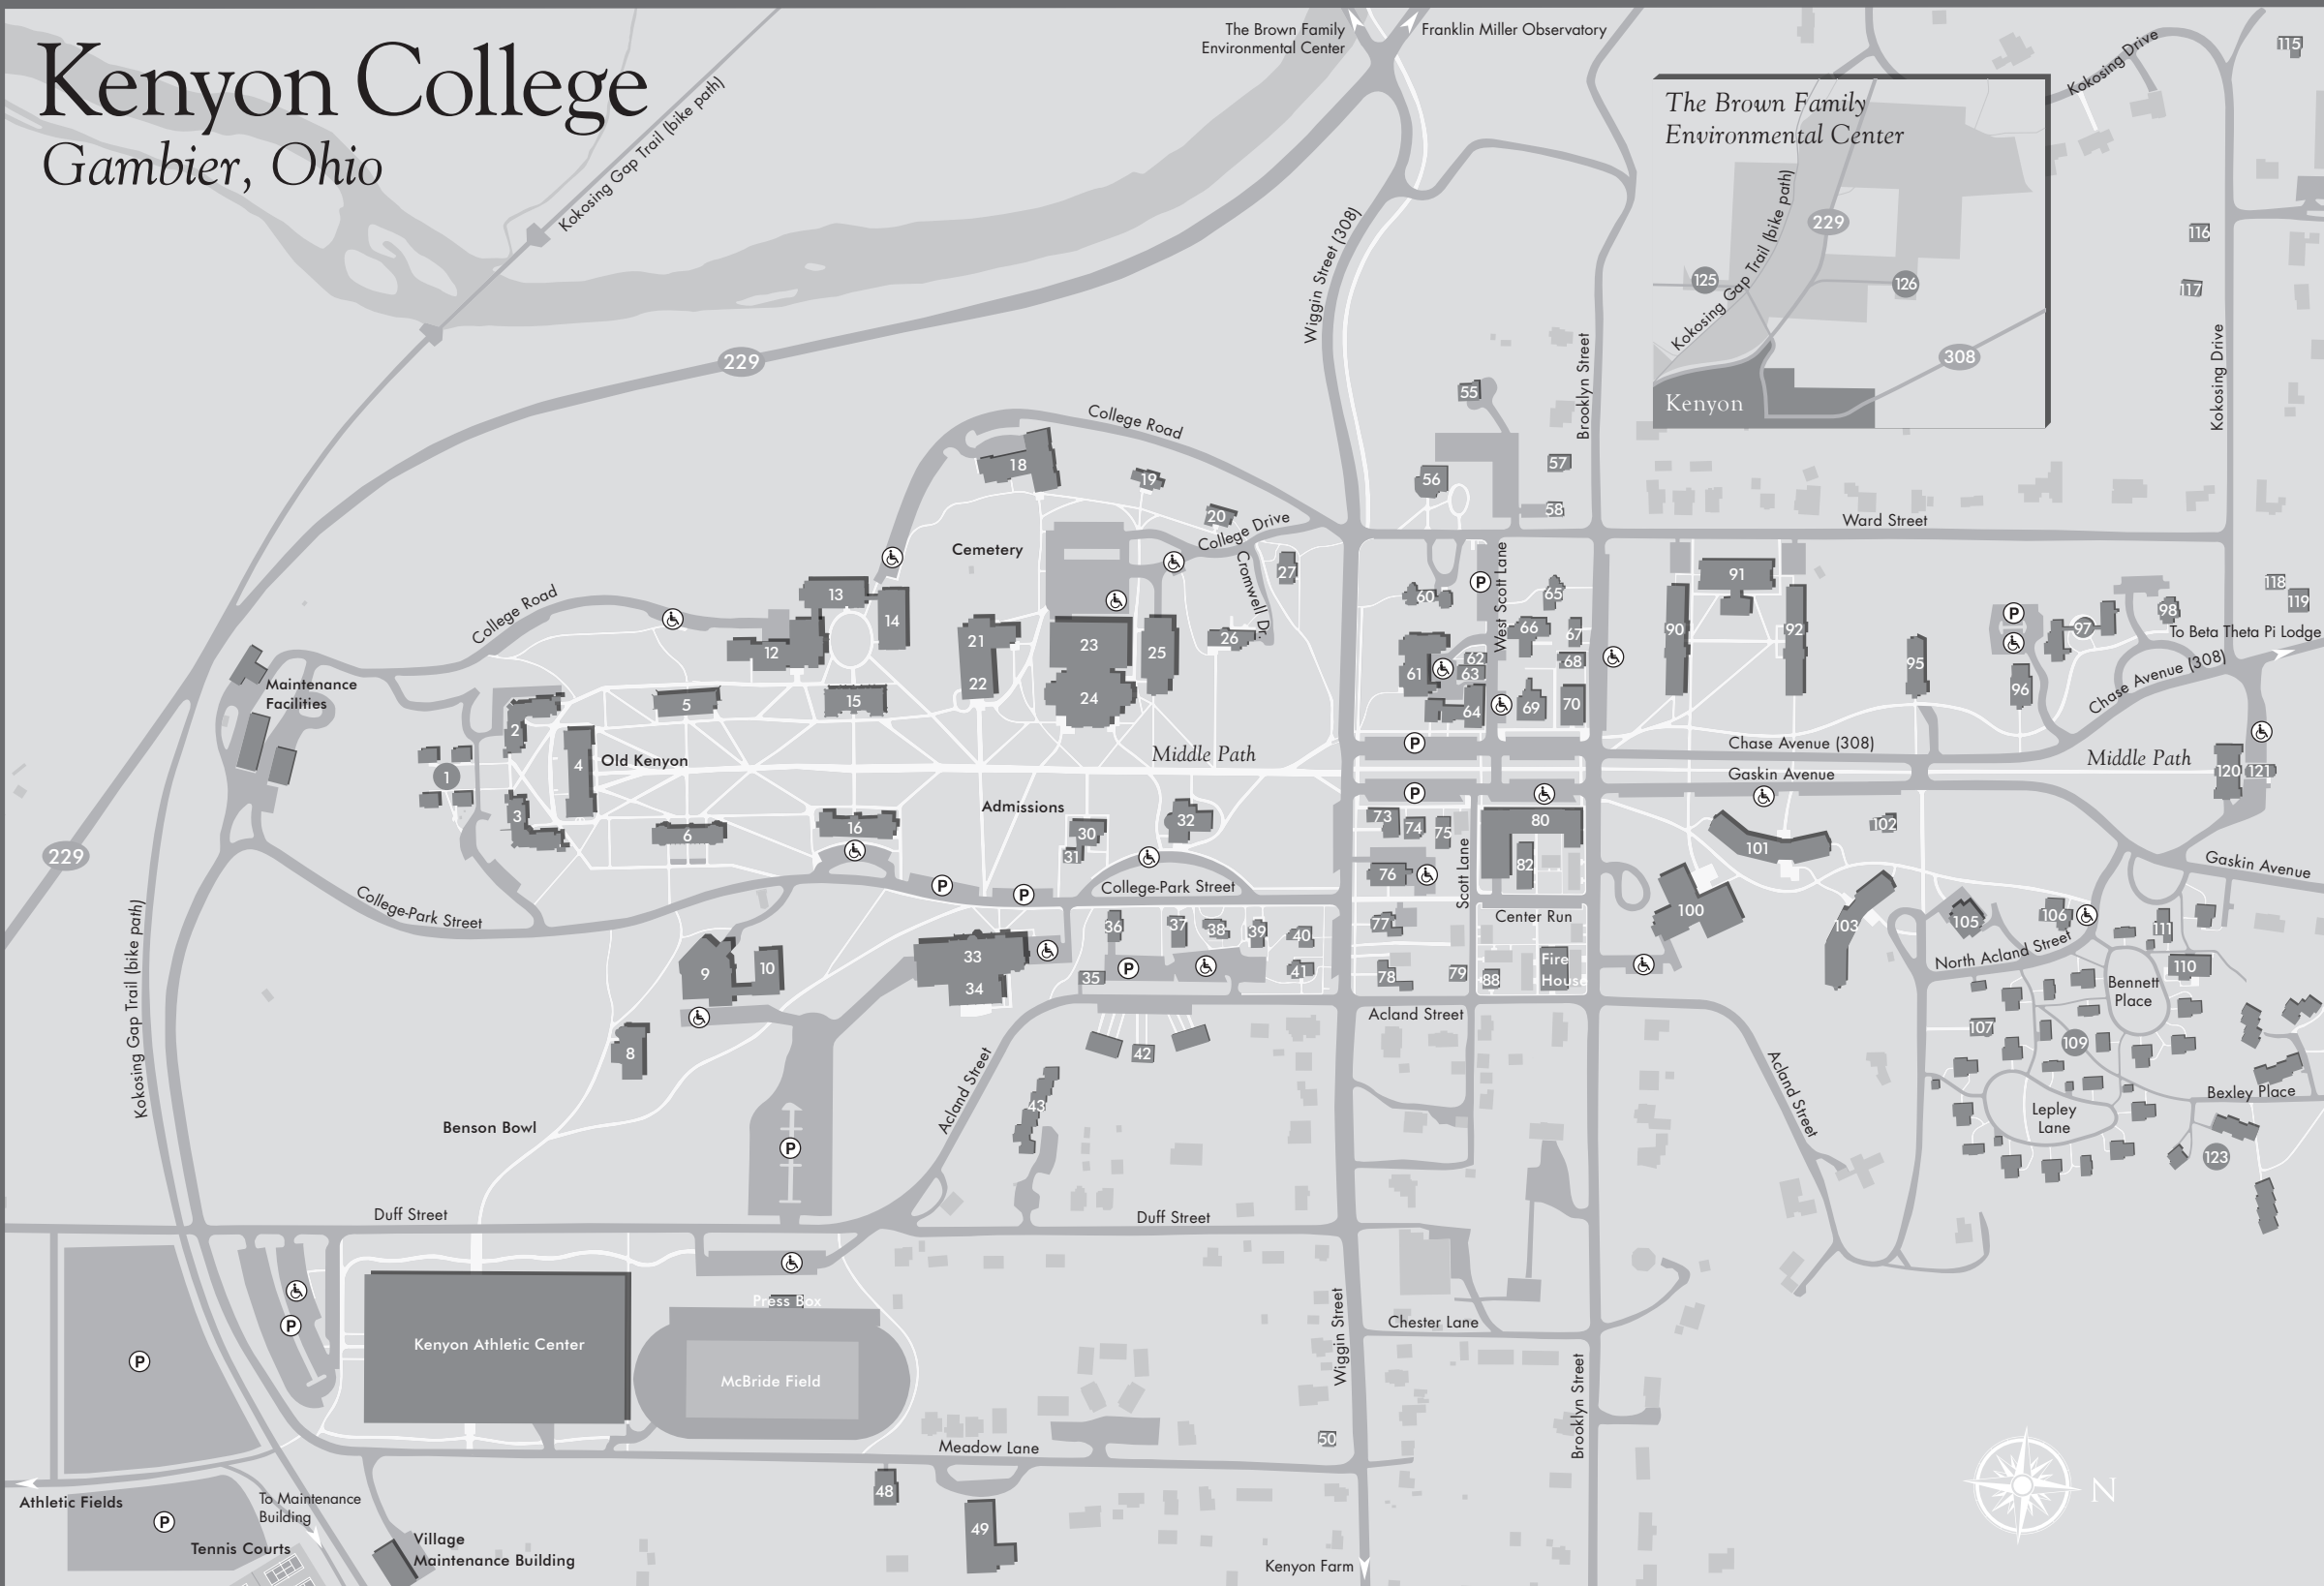 Kenyon College
Gambier, Ohio
The Brown Family
Environmental Center
Franklin Miller Observatory
The Brown Family
Environmental Center
Kokosing Gap Trail (bike path)
229
125
126
308
Kenyon
Kokosing Drive
115
116
117
Kokosing Drive
Kokosing Gap Trail (bike path)
229
Wiggin Street (308)
Brooklyn Street
55
56
57
58
Ward Street
College Road
18
19
20
College Drive
Cromwell Dr.
27
Cemetery
P
West Scott Lane
60
65
91
90
92
13
14
12
21
22
23
24
25
26
61
62
63
64
66
67
68
69
70
95
P
96
97
98
118
119
To Beta Theta Pi Lodge
Chase Avenue (308)
College Road
Maintenance
Facilities
1
2
3
4
Old Kenyon
5
6
15
16
Middle Path
P
Chase Avenue (308)
Gaskin Avenue
Middle Path
120
121
P
Admissions
30
31
32
73
74
75
76
80
82
Scott Lane
101
102
Gaskin Avenue
229
College-Park Street
P
P
College-Park Street
Center Run
100
103
105
106
111
110
North Acland Street
Bennett
Place
36
37
38
39
40
41
35
P
77
78
79
88
Fire
House
9
10
33
34
8
Acland Street
42
43
Acland Street
Acland Street
107
109
Bexley Place
Lepley
Lane
123
Kokosing Gap Trail (bike path)
Benson Bowl
P
Duff Street
Duff Street
P
P
Kenyon Athletic Center
Press Box
McBride Field
Wiggin Street
Chester Lane
Brooklyn Street
50
Meadow Lane
48
49
Athletic Fields
P
To Maintenance
Building
Tennis Courts
Village
Maintenance Building
Kenyon Farm
N